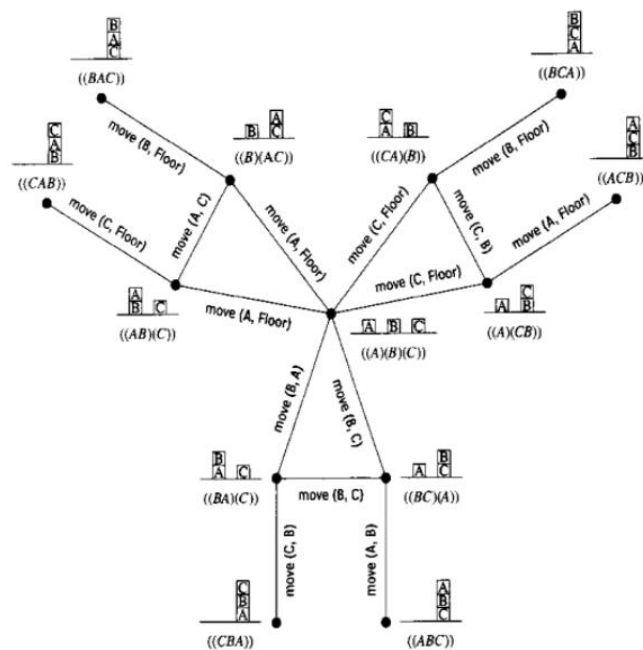 B
A
C
((BAC))
B
C
A
((BCA))
C
A
B
((CAB))
A
B C
((B)(AC))
C
A B
((CA)(B))
A
C
B
((ACB))
move (B, Floor)
move (B, Floor)
move (C, Floor)
move (A, C)
move (A, Floor)
move (C, Floor)
move (C, B)
move (A, Floor)
A
B C
((AB)(C))
move (A, Floor)
move (C, Floor)
C
A B
((A)(CB))
A B C
((A)(B)(C))
move (B, A)
move (B, C)
B
A C
((BA)(C))
move (B, C)
B
A C
((BC)(A))
move (C, B)
move (A, B)
C
B
A
((CBA))
A
B
C
((ABC))